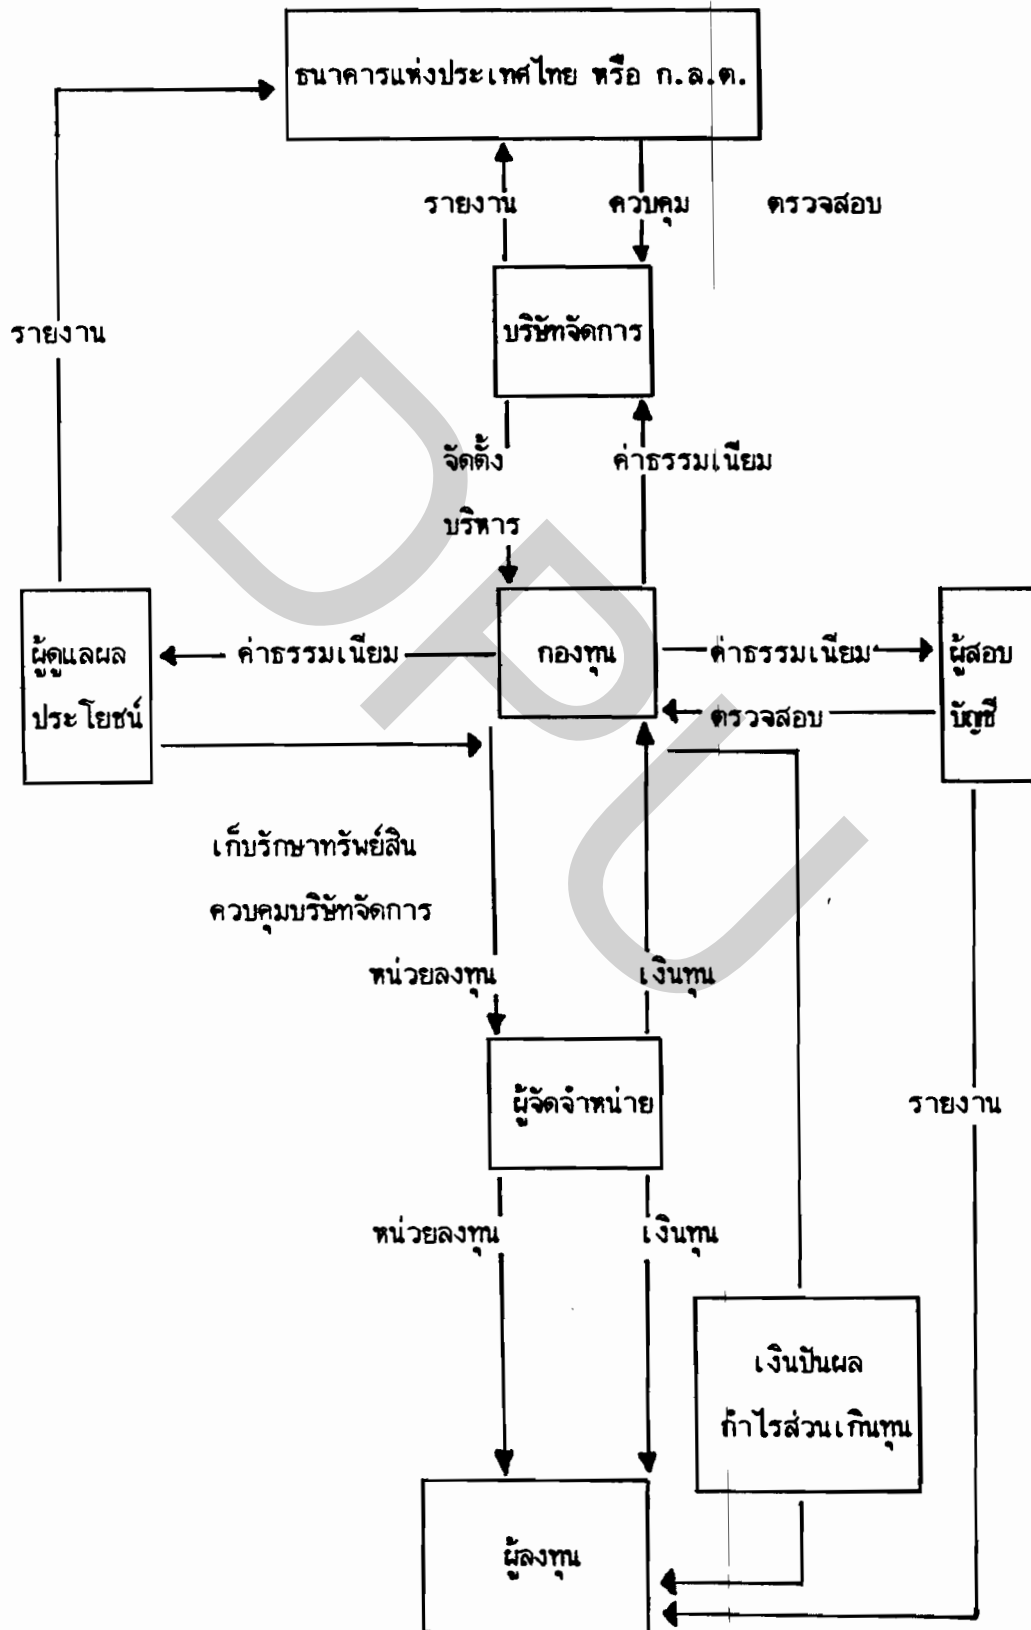 ธนาคารแห่งประเทศไทย หรือ ก.ล.ต.
รายงาน ควบคุม ตรวจสอบ
รายงาน
บริษัทจัดการ
จัดตั้ง ค่าธรรมเนียม
บริหาร
ผู้ดูแลผล
ประโยชน์
ค่าธรรมเนียม
กองทุน
ค่าธรรมเนียม
ตรวจสอบ
ผู้สอบ
บัญชี
เก็บรักษาทรัพย์สิน
ควบคุมบริษัทจัดการ
หน่วยลงทุน เงินทุน
ผู้จัดจำหน่าย
รายงาน
หน่วยลงทุน เงินทุน
เงินปันผล
กำไรส่วนเกินทุน
ผู้ลงทุน
DPU